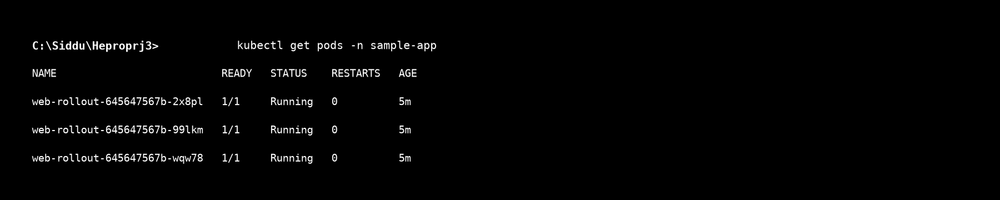 C:\Siddu\Heproprj3> kubectl get pods -n sample-app
NAME READY STATUS RESTARTS AGE
web-rollout-645647567b-2x8pl 1/1 Running 0 5m
web-rollout-645647567b-99lkm 1/1 Running 0 5m
web-rollout-645647567b-wqw78 1/1 Running 0 5m